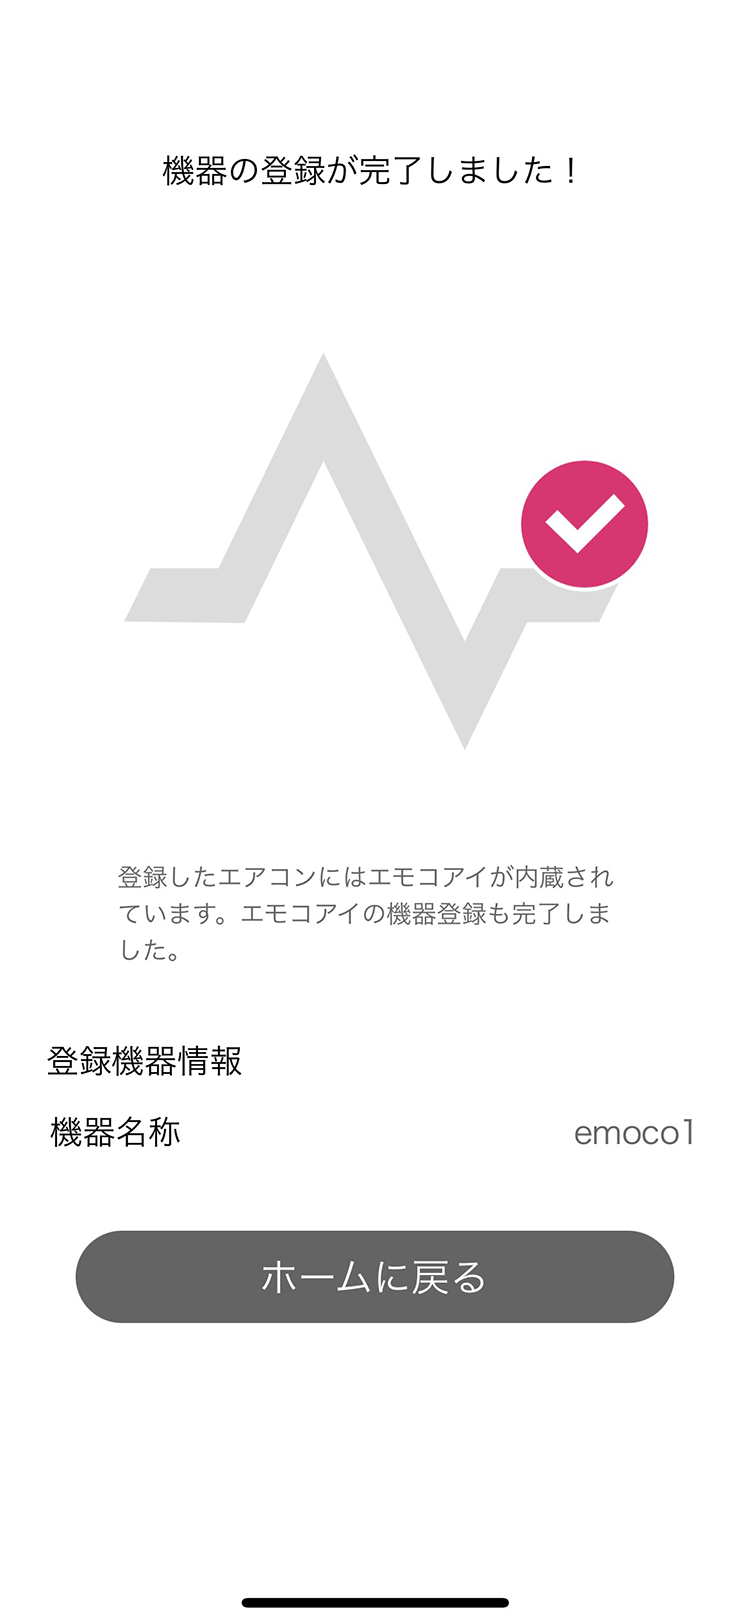 機器の登録が完了しました！
登録したエアコンにはエモコアイが内蔵され
ています。エモコアイの機器登録も完了しま
した。
登録機器情報
機器名称 emoco1
ホームに戻る